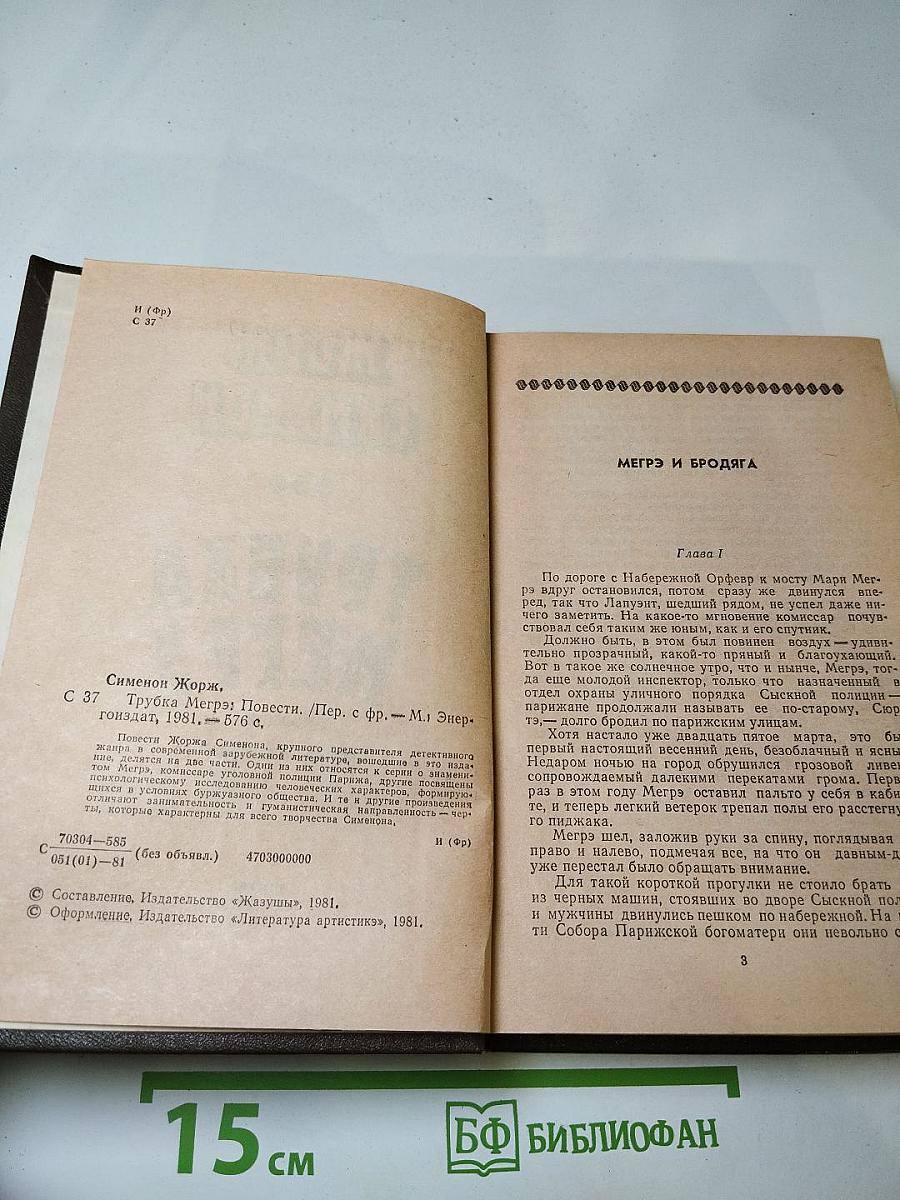 И (Фр)
С 37
Сименон Жорж.
С 37 Трубка Мегрэ: Повести. /Пер. с фр. — М.: Энер-
гоиздат, 1981. — 576 с.
Повести Жоржа Сименона, крупного представителя детективного
жанра в современной зарубежной литературе, вошедшие в это изда-
ние, делятся на две части. Одни из них относятся к серии о знамени-
том Мегрэ, комиссаре уголовной полиции Парижа, другие посвящены
психологическому исследованию человеческих характеров, формирую-
щихся в условиях буржуазного общества. И те и другие произведения
отличают занимательность и гуманистическая направленность — чер-
ты, которые характерны для всего творчества Сименона.
С 70304—585
051(01)—81 (без объявл.) 4703000000
И (Фр)
© Составление, Издательство «Жазушы», 1981.
© Оформление, Издательство «Литература артистикэ», 1981.
МЕГРЭ И БРОДЯГА
Глава I
По дороге с Набережной Орфевр к мосту Мари Мег-
рэ вдруг остановился, потом сразу же двинулся впе-
ред, так что Лапуэнт, шедший рядом, не успел даже ни-
чего заметить. На какое-то мгновение комиссар почув-
ствовал себя таким же юным, как и его спутник.
Должно быть, в этом был повинен воздух — удиви-
тельно прозрачный, какой-то пряный и благоухающий.
Вот в такое же солнечное утро, что и нынче, Мегрэ, тог-
да еще молодой инспектор, только что назначенный в
отдел охраны уличного порядка Сыскной полиции —
парижане продолжали называть ее по-старому, Сюр
тэ,— долго бродил по парижским улицам.
Хотя настало уже двадцать пятое марта, это бы
первый настоящий весенний день, безоблачный и ясны
Недаром ночью на город обрушился грозовой ливен
сопровождаемый далекими перекатами грома. Перв
раз в этом году Мегрэ оставил пальто у себя в каби
те, и теперь легкий ветерок трепал полы его расстегну
го пиджака.
Мегрэ шел, заложив руки за спину, поглядывая
право и налево, подмечая все, на что он давным-д
уже перестал было обращать внимание.
Для такой короткой прогулки не стоило брать
из черных машин, стоявших во дворе Сыскной пол
и мужчины двинулись пешком по набережной. На
ти Собора Парижской богоматери они невольно с
3
15 см
БФ БИБЛИОФАН